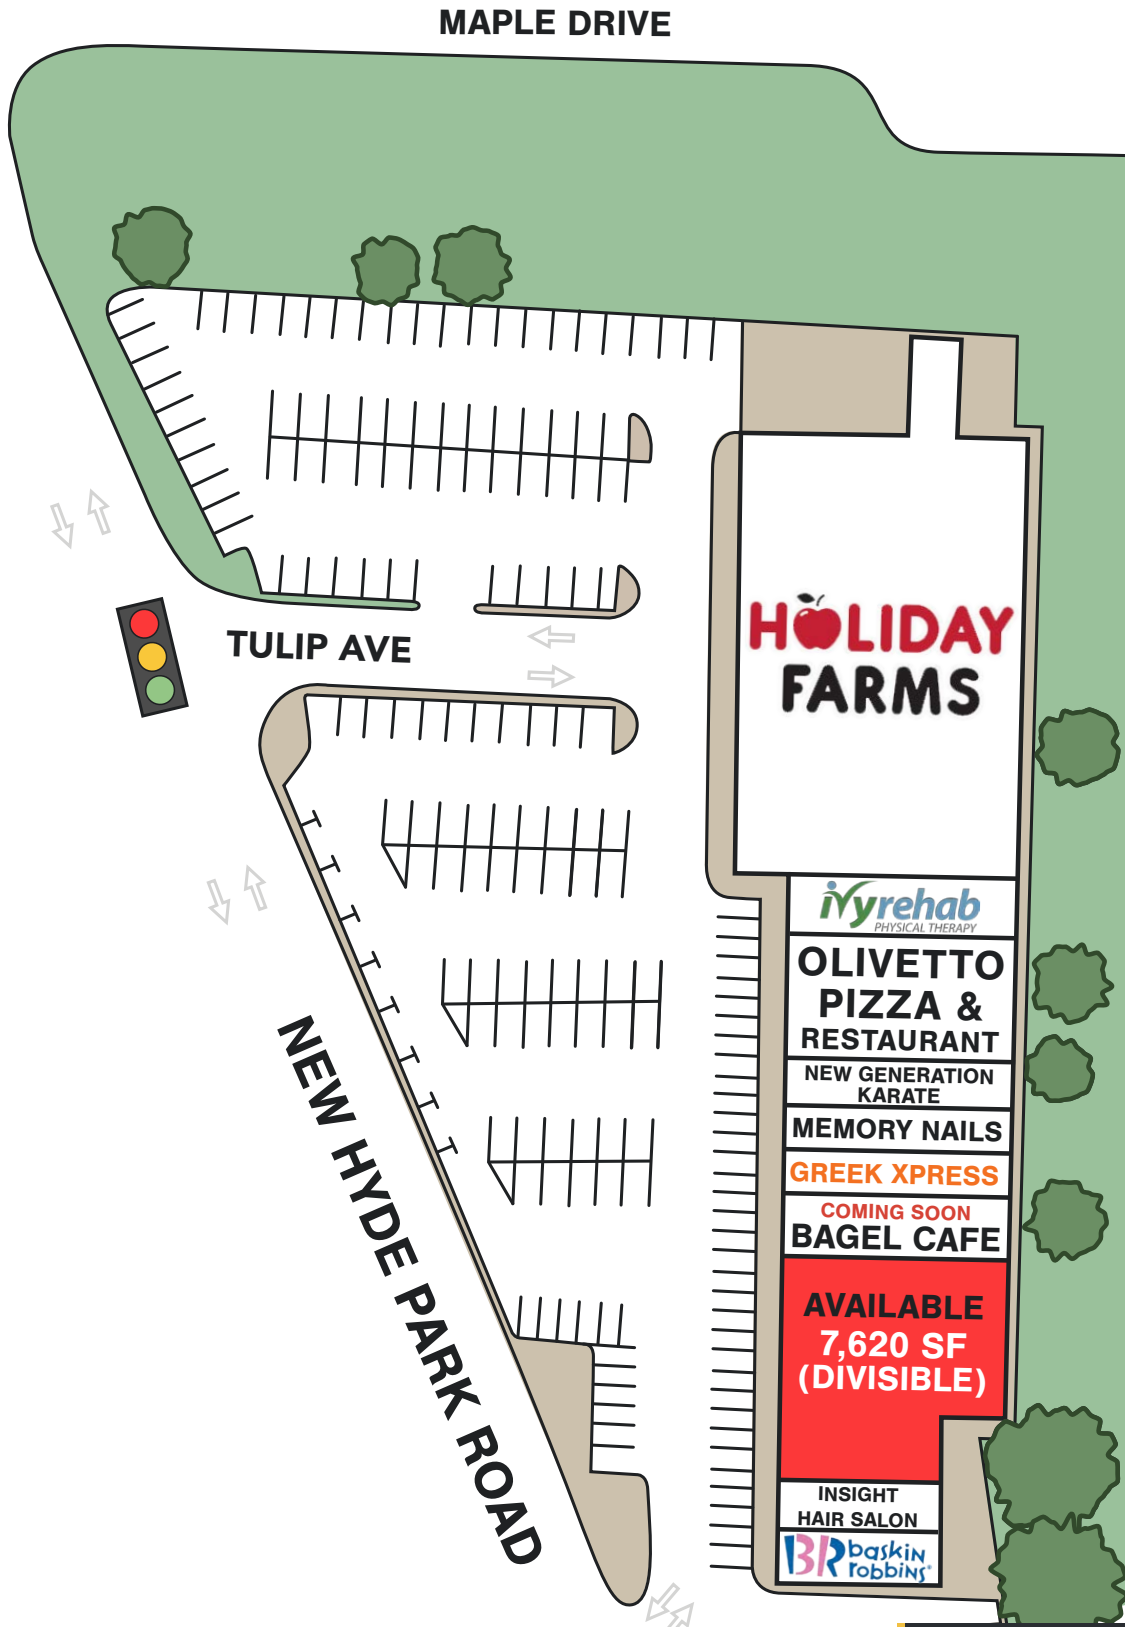 MAPLE DRIVE
TULIP AVE
HOLIDAY
FARMS
ivyrehab
PHYSICAL THERAPY
OLIVETTO
PIZZA &
RESTAURANT
NEW GENERATION
KARATE
MEMORY NAILS
GREEK XPRESS
COMING SOON
BAGEL CAFE
AVAILABLE
7,620 SF
(DIVISIBLE)
NEW HYDE PARK ROAD
INSIGHT
HAIR SALON
BR baskin
robbins